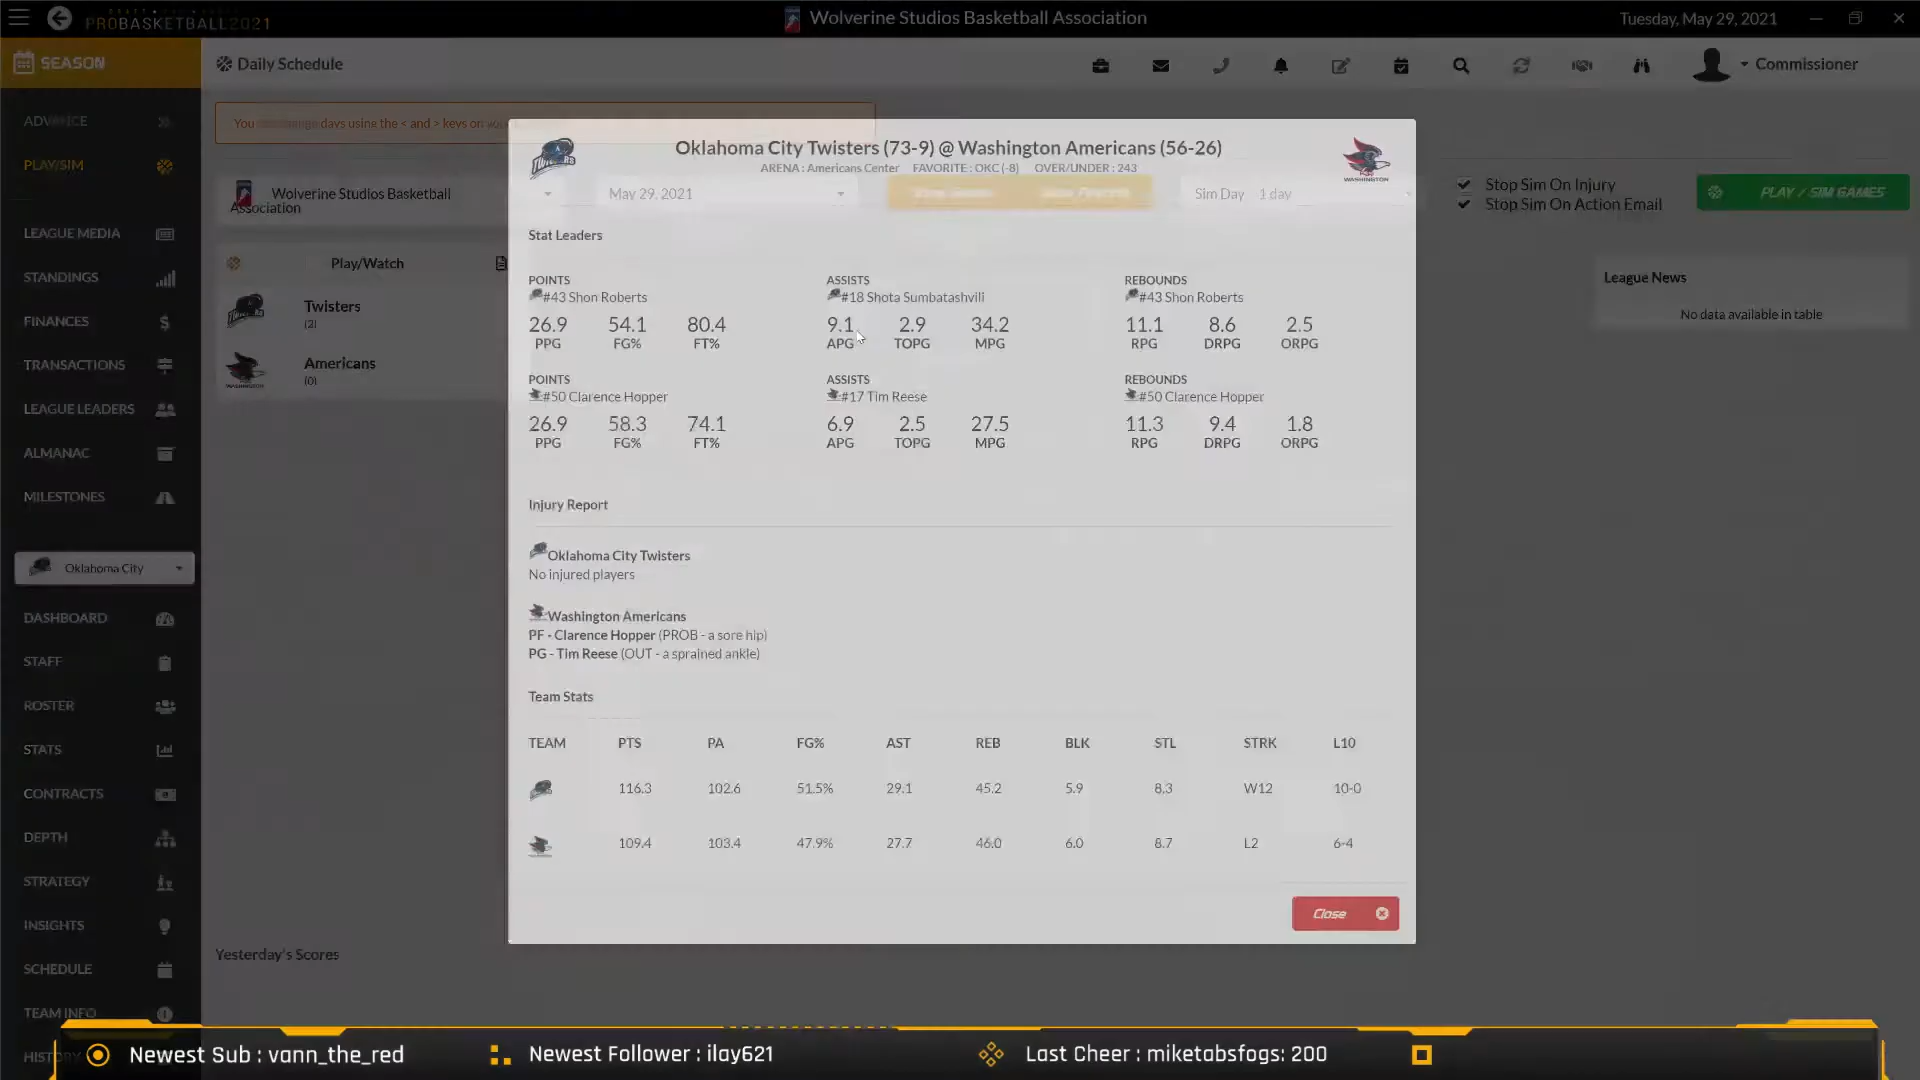 DRAFT DAY SPORTS
PROBASKETBALL2021
Wolverine Studios Basketball Association
Tuesday, May 29, 2021
SEASON
Daily Schedule
Commissioner
ADVANCE
PLAY/SIM
LEAGUE MEDIA
STANDINGS
FINANCES
TRANSACTIONS
LEAGUE LEADERS
ALMANAC
MILESTONES
Oklahoma City
DASHBOARD
STAFF
ROSTER
STATS
CONTRACTS
DEPTH
STRATEGY
INSIGHTS
SCHEDULE
TEAM INFO
HISTORY
You can change days using the < and > keys on
Wolverine Studios Basketball
Association
May 29, 2021
Sim Day 1 day
Stop Sim On Injury
Stop Sim On Action Email
PLAY / SIM GAMES
Play/Watch
Twisters
(2)
Americans
(0)
League News
No data available in table
Yesterday's Scores
Oklahoma City Twisters (73-9) @ Washington Americans (56-26)
ARENA : Americans Center FAVORITE : OKC (-8) OVER/UNDER : 243
Stat Leaders
POINTS
#43 Shon Roberts
26.9 54.1 80.4
PPG FG% FT%
ASSISTS
#18 Shota Sumbatashvili
9.1 2.9 34.2
APG TOPG MPG
REBOUNDS
#43 Shon Roberts
11.1 8.6 2.5
RPG DRPG ORPG
POINTS
#50 Clarence Hopper
26.9 58.3 74.1
PPG FG% FT%
ASSISTS
#17 Tim Reese
6.9 2.5 27.5
APG TOPG MPG
REBOUNDS
#50 Clarence Hopper
11.3 9.4 1.8
RPG DRPG ORPG
Injury Report
Oklahoma City Twisters
No injured players
Washington Americans
PF - Clarence Hopper (PROB - a sore hip)
PG - Tim Reese (OUT - a sprained ankle)
Team Stats
TEAM PTS PA FG% AST REB BLK STL STRK L10
116.3 102.6 51.5% 29.1 45.2 5.9 8.3 W12 10-0
109.4 103.4 47.9% 27.7 46.0 6.0 8.7 L2 6-4
Close
Newest Sub : vann_the_red
Newest Follower : ilay621
Last Cheer : miketabsfogs: 200